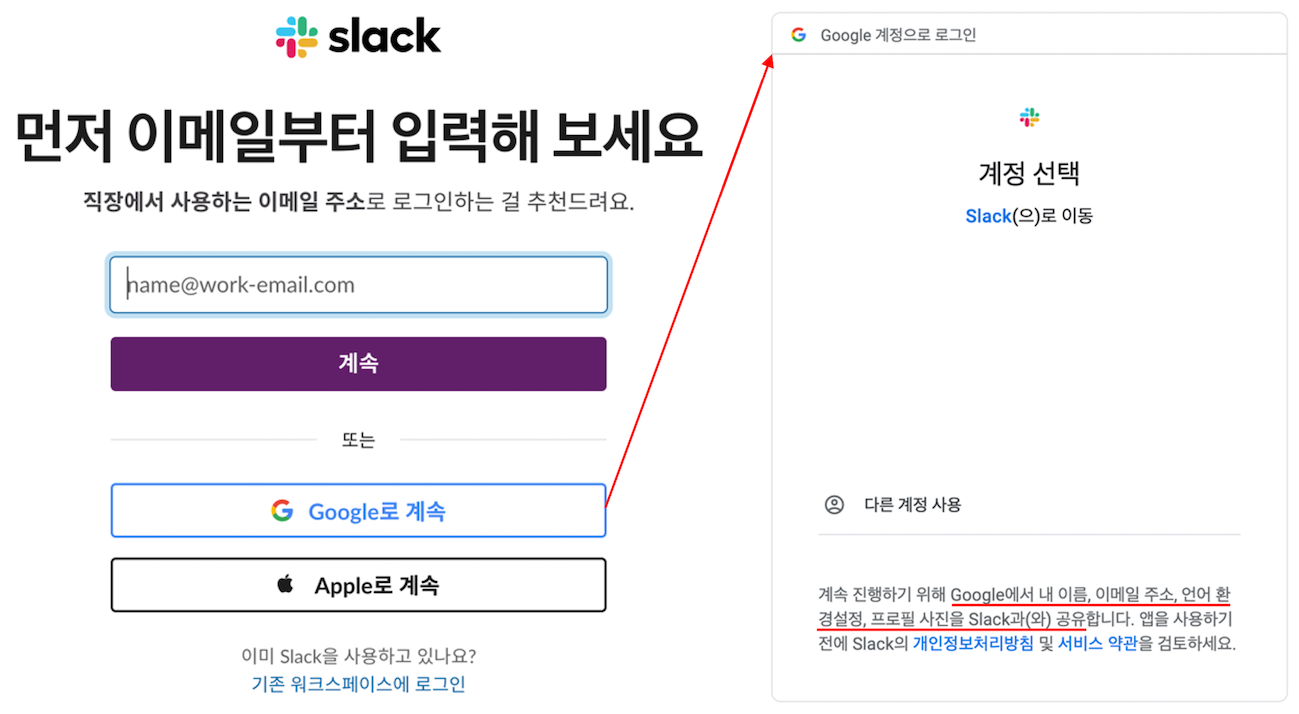 slack
먼저 이메일부터 입력해 보세요
직장에서 사용하는 이메일 주소로 로그인하는 걸 추천드려요.
name@work-email.com
계속
또는
Google로 계속
Apple로 계속
이미 Slack을 사용하고 있나요?
기존 워크스페이스에 로그인
Google 계정으로 로그인
계정 선택
Slack(으)로 이동
다른 계정 사용
계속 진행하기 위해 Google에서 내 이름, 이메일 주소, 언어 환
경설정, 프로필 사진을 Slack과(와) 공유합니다. 앱을 사용하기
전에 Slack의 개인정보처리방침 및 서비스 약관을 검토하세요.